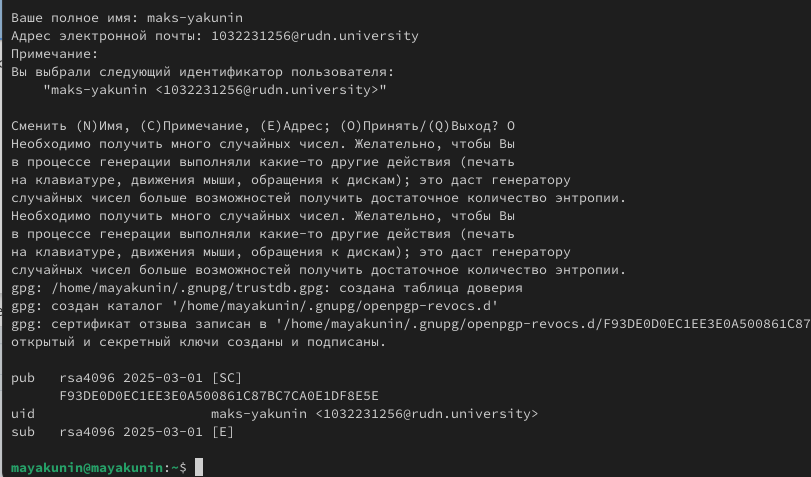 Ваше полное имя: maks-yakunin
Адрес электронной почты: 1032231256@rudn.university
Примечание:
Вы выбрали следующий идентификатор пользователя:
    "maks-yakunin <1032231256@rudn.university>"

Сменить (N)Имя, (C)Примечание, (E)Адрес; (O)Принять/(Q)Выход? O
Необходимо получить много случайных чисел. Желательно, чтобы Вы
в процессе генерации выполняли какие-то другие действия (печать
на клавиатуре, движения мыши, обращения к дискам); это даст генератору
случайных чисел больше возможностей получить достаточное количество энтропии.
Необходимо получить много случайных чисел. Желательно, чтобы Вы
в процессе генерации выполняли какие-то другие действия (печать
на клавиатуре, движения мыши, обращения к дискам); это даст генератору
случайных чисел больше возможностей получить достаточное количество энтропии.
gpg: /home/mayakunin/.gnupg/trustdb.gpg: создана таблица доверия
gpg: создан каталог '/home/mayakunin/.gnupg/openpgp-revocs.d'
gpg: сертификат отзыва записан в '/home/mayakunin/.gnupg/openpgp-revocs.d/F93DE0D0EC1EE3E0A500861C87
открытый и секретный ключи созданы и подписаны.

pub   rsa4096 2025-03-01 [SC]
      F93DE0D0EC1EE3E0A500861C87BC7CA0E1DF8E5E
uid                      maks-yakunin <1032231256@rudn.university>
sub   rsa4096 2025-03-01 [E]

mayakunin@mayakunin:~$